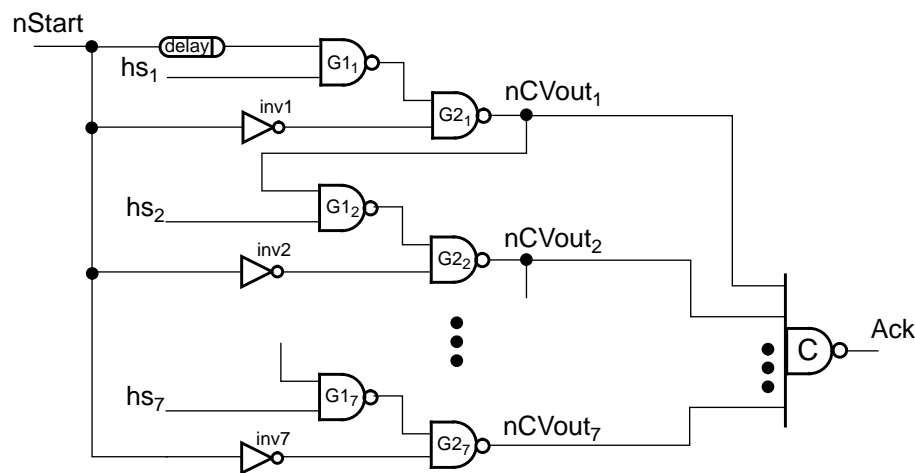 nStart
delay
hs1
G11
inv1
G21
nCVout1
hs2
G12
inv2
G22
nCVout2
C
Ack
hs7
G17
inv7
G27
nCVout7